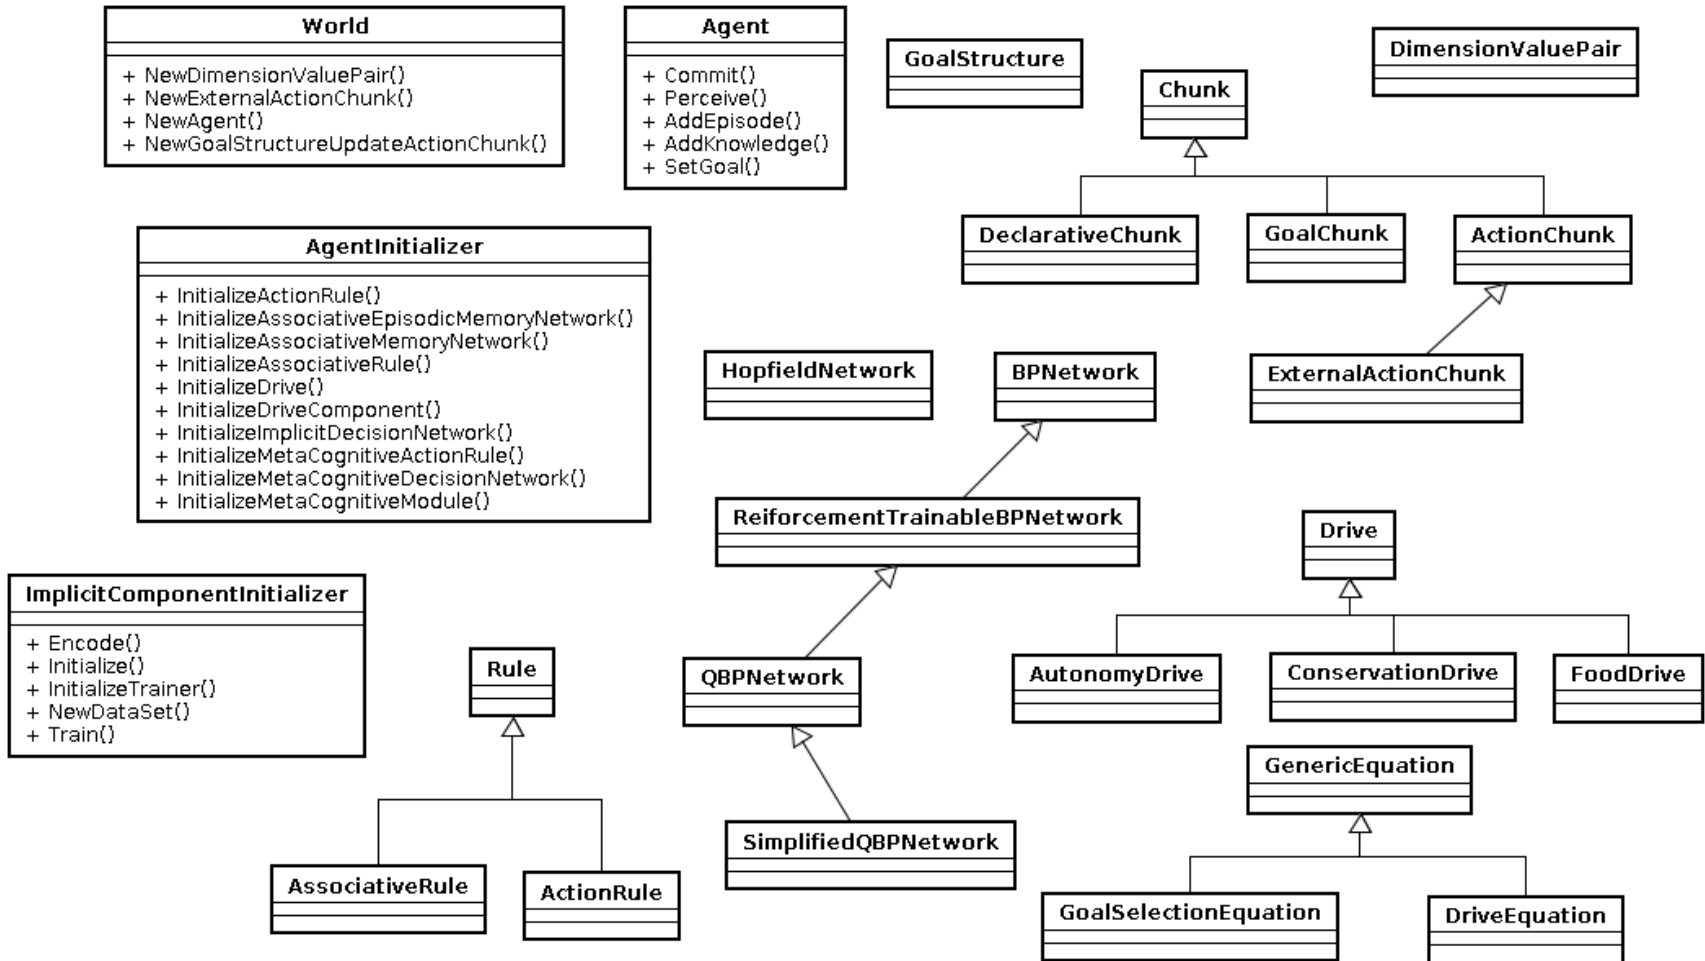 World
+ NewDimensionValuePair()
+ NewExternalActionChunk()
+ NewAgent()
+ NewGoalStructureUpdateActionChunk()
Agent
+ Commit()
+ Perceive()
+ AddEpisode()
+ AddKnowledge()
+ SetGoal()
GoalStructure
Chunk
DimensionValuePair
DeclarativeChunk
GoalChunk
ActionChunk
ExternalActionChunk
AgentInitializer
+ InitializeActionRule()
+ InitializeAssociativeEpisodicMemoryNetwork()
+ InitializeAssociativeMemoryNetwork()
+ InitializeAssociativeRule()
+ InitializeDrive()
+ InitializeDriveComponent()
+ InitializeImplicitDecisionNetwork()
+ InitializeMetaCognitiveActionRule()
+ InitializeMetaCognitiveDecisionNetwork()
+ InitializeMetaCognitiveModule()
HopfieldNetwork
BPNetwork
ReiforcementTrainableBPNetwork
QBPNetwork
SimplifiedQBPNetwork
Drive
AutonomyDrive
ConservationDrive
FoodDrive
ImplicitComponentInitializer
+ Encode()
+ Initialize()
+ InitializeTrainer()
+ NewDataSet()
+ Train()
Rule
AssociativeRule
ActionRule
GenericEquation
GoalSelectionEquation
DriveEquation